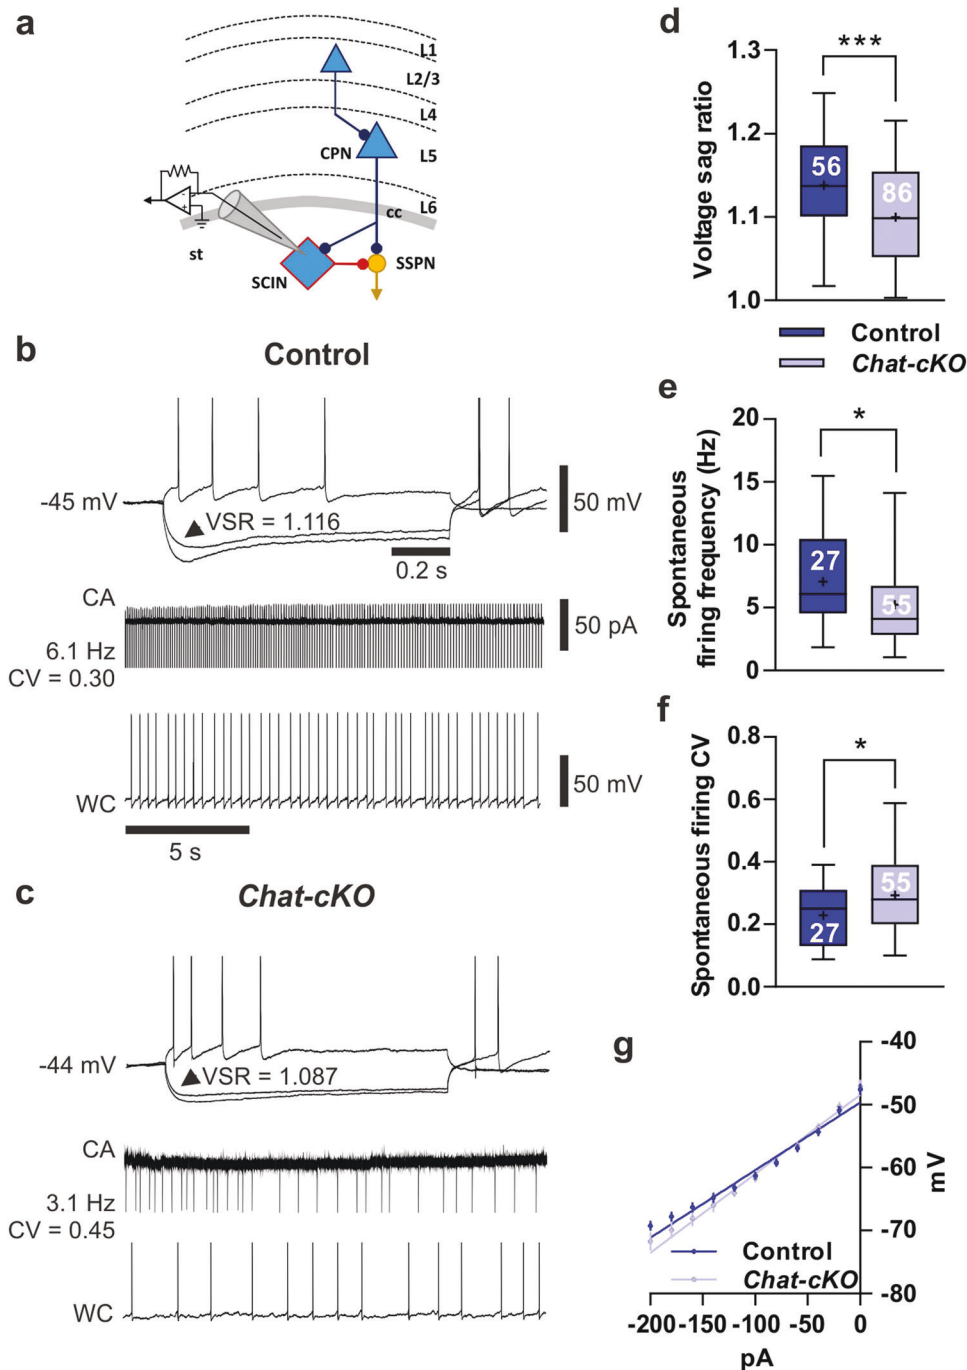 a
L1
L2/3
L4
CPN
L5
L6
cc
st
SCIN
SSPN
-
+
b
Control
-45 mV
VSR = 1.116
50 mV
0.2 s
CA
50 pA
6.1 Hz
CV = 0.30
WC
50 mV
5 s
c
Chat-cKO
-44 mV
VSR = 1.087
CA
3.1 Hz
CV = 0.45
WC
d
Voltage sag ratio
1.3
1.2
1.1
1.0
***
56
86
Control
Chat-cKO
e
Spontaneous
firing frequency (Hz)
20
15
10
5
0
*
27
55
f
Spontaneous firing CV
0.8
0.6
0.4
0.2
0.0
*
27
55
g
-40
-50
-60
-70
-80
mV
Control
Chat-cKO
-200 -150 -100 -50 0
pA